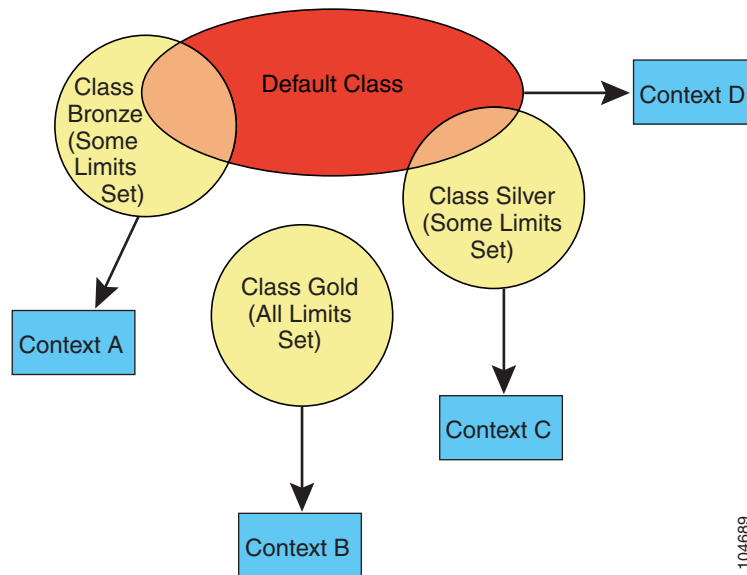 Default Class
Class
Bronze
(Some
Limits
Set)
Context D
Class Silver
(Some Limits
Set)
Class Gold
(All Limits
Set)
Context A
Context C
Context B
104689